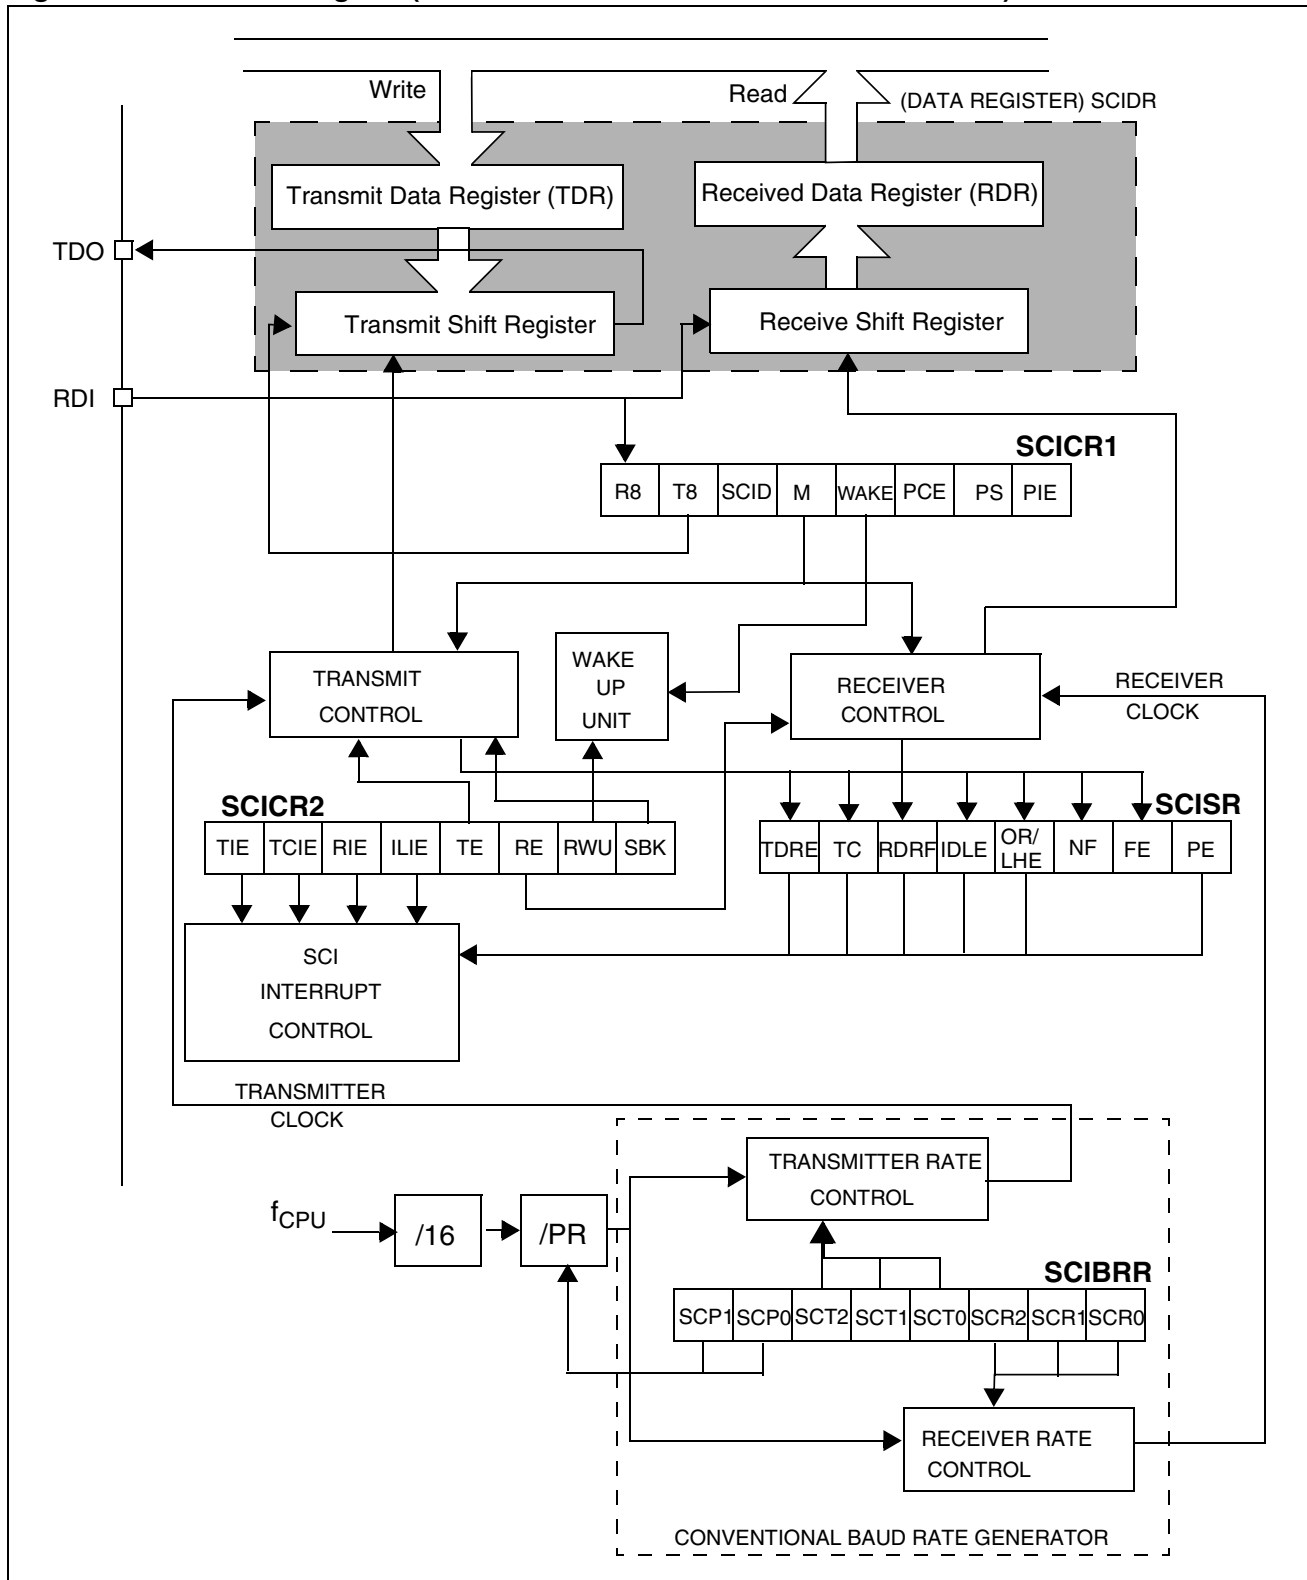 Write
Read
(DATA REGISTER) SCIDR
Transmit Data Register (TDR)
Received Data Register (RDR)
TDO
Transmit Shift Register
Receive Shift Register
RDI
SCICR1
R8 T8 SCID M WAKE PCE PS PIE
TRANSMIT
CONTROL
WAKE
UP
UNIT
RECEIVER
CONTROL
RECEIVER
CLOCK
SCICR2
TIE TCIE RIE ILIE TE RE RWU SBK
SCISR
TDRE TC RDRF IDLE OR/ NF FE PE
LHE
SCI
INTERRUPT
CONTROL
TRANSMITTER
CLOCK
TRANSMITTER RATE
CONTROL
fCPU
/16
/PR
SCIBRR
SCP1 SCP0 SCT2 SCT1 SCT0 SCR2 SCR1 SCR0
RECEIVER RATE
CONTROL
CONVENTIONAL BAUD RATE GENERATOR